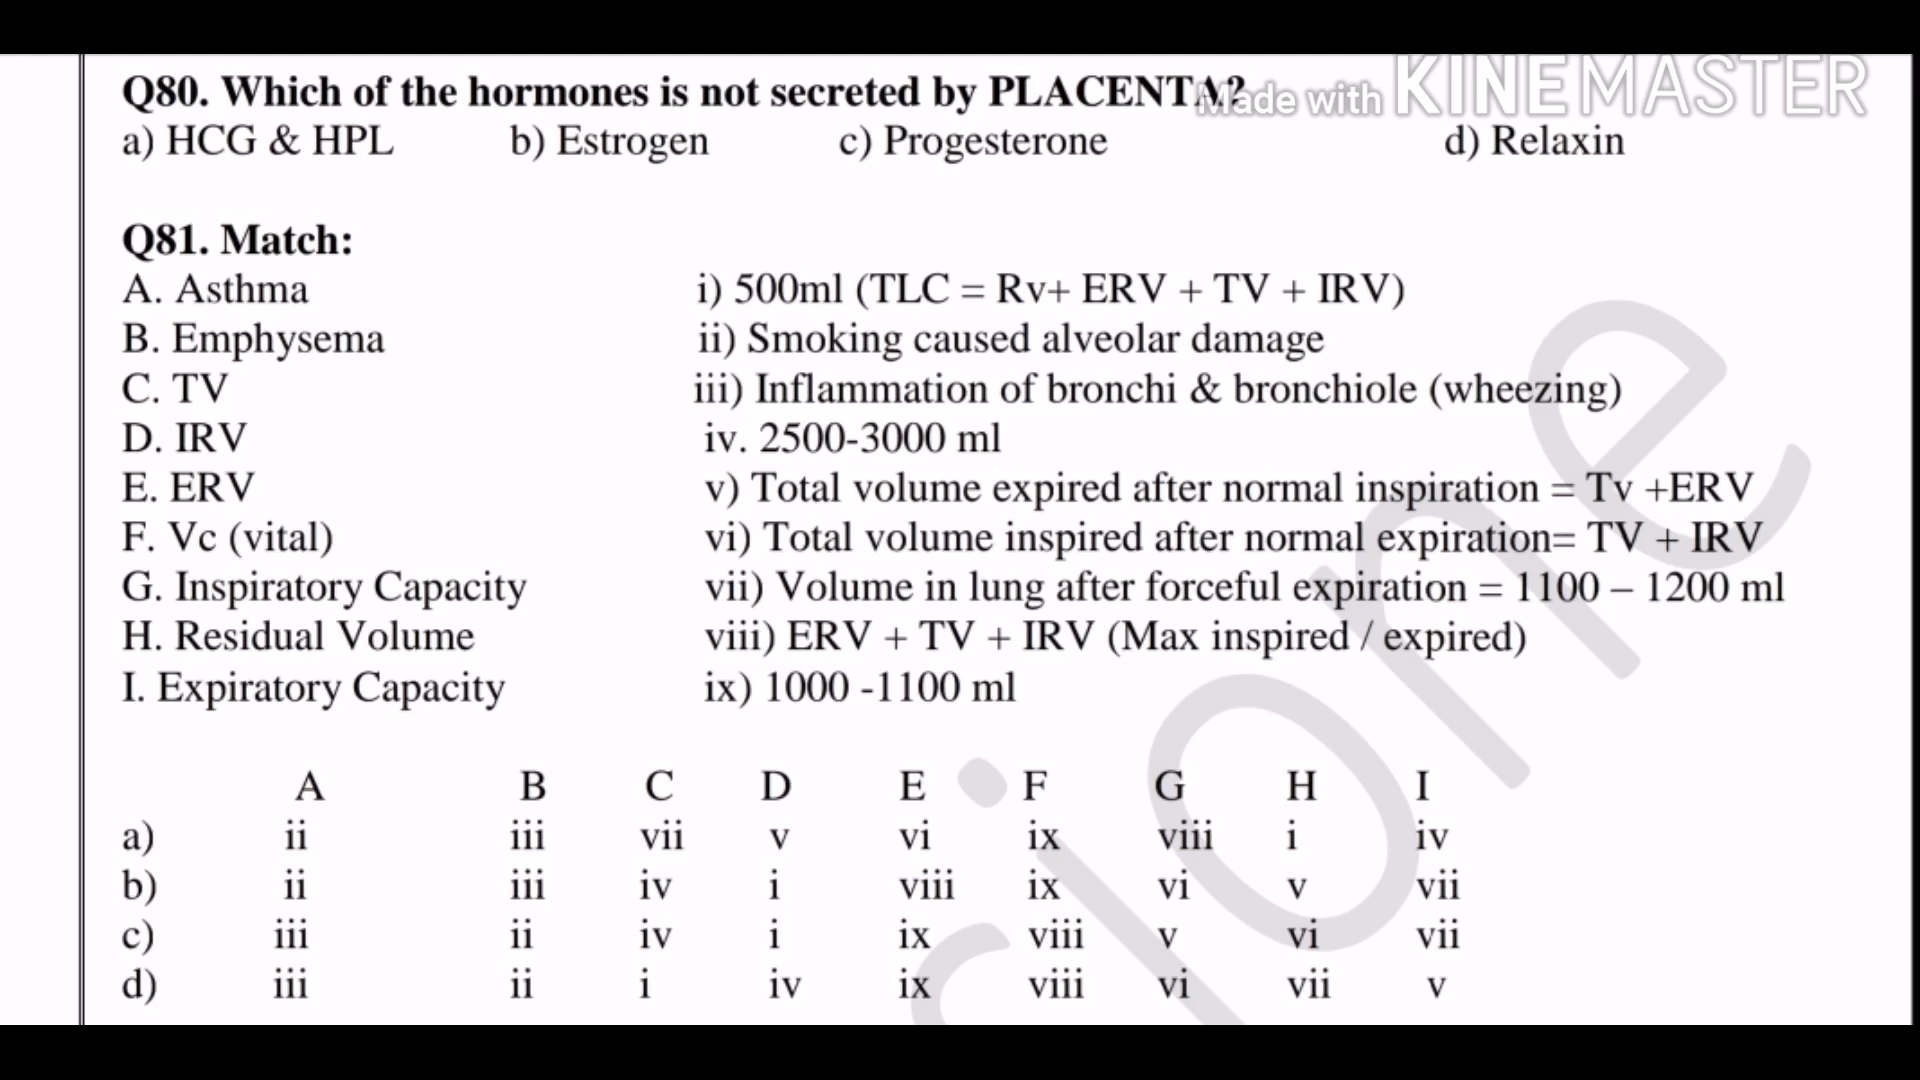 Made with KINEMASTER
Q80. Which of the hormones is not secreted by PLACENTA?
a) HCG & HPL b) Estrogen c) Progesterone d) Relaxin
Q81. Match:
A. Asthma i) 500ml (TLC = Rv+ ERV + TV + IRV)
B. Emphysema ii) Smoking caused alveolar damage
C. TV iii) Inflammation of bronchi & bronchiole (wheezing)
D. IRV iv. 2500-3000 ml
E. ERV v) Total volume expired after normal inspiration = Tv +ERV
F. Vc (vital) vi) Total volume inspired after normal expiration= TV + IRV
G. Inspiratory Capacity vii) Volume in lung after forceful expiration = 1100 – 1200 ml
H. Residual Volume viii) ERV + TV + IRV (Max inspired / expired)
I. Expiratory Capacity ix) 1000 -1100 ml
A B C D E F G H I
a) ii iii vii v vi ix viii i iv
b) ii iii iv i viii ix vi v vii
c) iii ii iv i ix viii v vi vii
d) iii ii i iv ix viii vi vii v